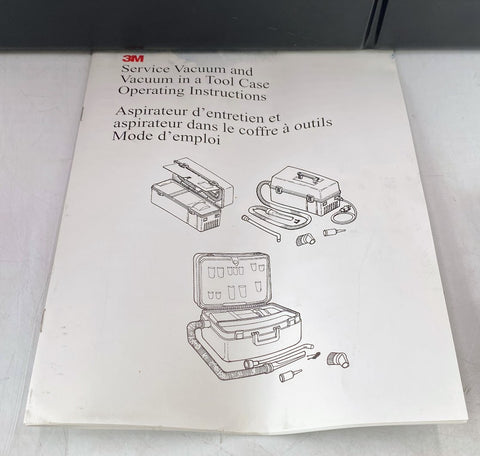 3M
Service Vacuum and
Vacuum in a Tool Case
Operating Instructions
Aspirateur d'entretien et
aspirateur dans le coffre à outils
Mode d'emploi